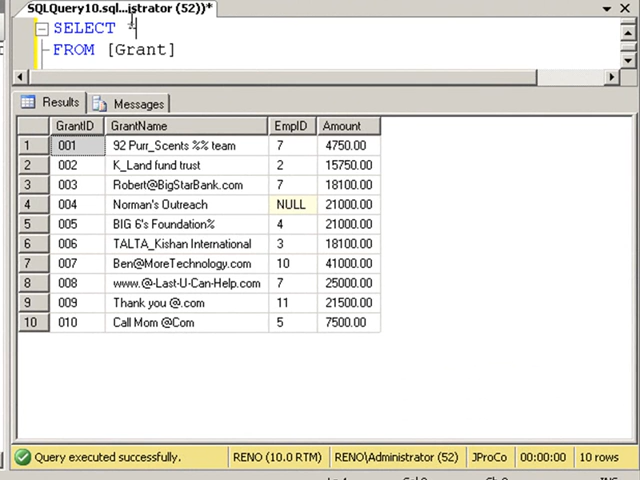 SQLQuery10.sql...istrator (52))*
SELECT *
FROM [Grant]
Results Messages
GrantID GrantName EmpID Amount
1 001 92 Purr_Scents %% team 7 4750.00
2 002 K_Land fund trust 2 15750.00
3 003 Robert@BigStarBank.com 7 18100.00
4 004 Norman's Outreach NULL 21000.00
5 005 BIG 6's Foundation% 4 21000.00
6 006 TALTA_Kishan International 3 18100.00
7 007 Ben@MoreTechnology.com 10 41000.00
8 008 www.@-Last-U-Can-Help.com 7 25000.00
9 009 Thank you @.com 11 21500.00
10 010 Call Mom @Com 5 7500.00
Query executed successfully. RENO (10.0 RTM) RENO\Administrator (52) JProCo 00:00:00 10 rows